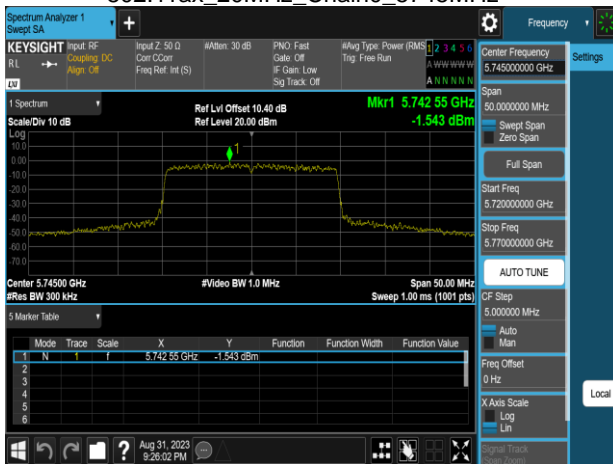 Spectrum Analyzer 1
Swept SA
Frequency
KEYSIGHT
RL
LXI
Input: RF
Coupling: DC
Align: Off
Input Z: 50 Ω
Corr CCorr
Freq Ref: Int (S)
#Atten: 30 dB
PNO: Fast
Gate: Off
IF Gain: Low
Sig Track: Off
#Avg Type: Power (RMS
Trig: Free Run
1 2 3 4 5 6
A W W W W W
A N N N N N
1 Spectrum
Scale/Div 10 dB
Ref Lvl Offset 10.40 dB
Ref Level 20.00 dBm
Mkr1 5.742 55 GHz
-1.543 dBm
Log
10.0
0.00
-10.0
-20.0
-30.0
-40.0
-50.0
-60.0
-70.0
1
Center 5.74500 GHz
#Res BW 300 kHz
#Video BW 1.0 MHz
Span 50.00 MHz
Sweep 1.00 ms (1001 pts)
5 Marker Table
Mode Trace Scale X Y Function Function Width Function Value
1 N 1 f 5.742 55 GHz -1.543 dBm
2
3
4
5
6
Aug 31, 2023
9:26:02 PM
Center Frequency
5.745000000 GHz
Settings
Span
50.0000000 MHz
Swept Span
Zero Span
Full Span
Start Freq
5.720000000 GHz
Stop Freq
5.770000000 GHz
AUTO TUNE
CF Step
5.000000 MHz
Auto
Man
Freq Offset
0 Hz
Local
X Axis Scale
Log
Lin
Signal Track
(Span Zoom)